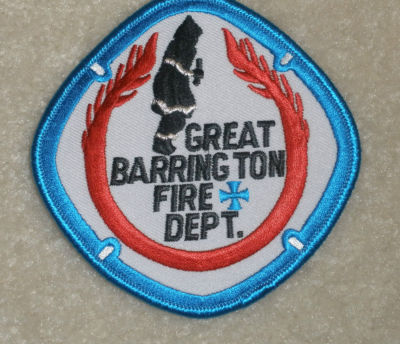 GREAT
BARRINGTON
FIRE
DEPT.